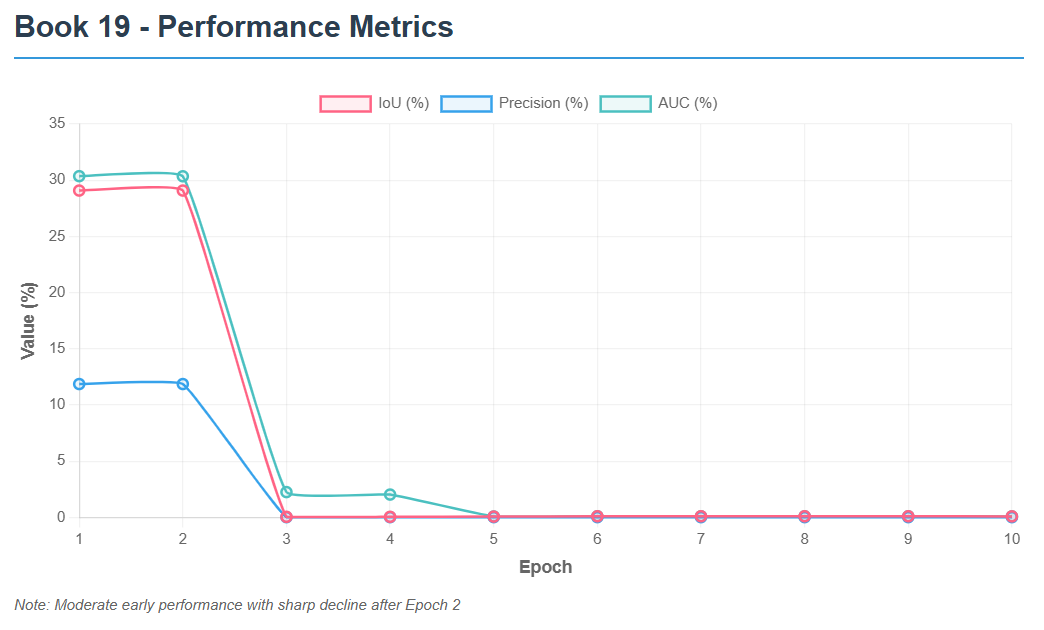 Book 19 - Performance Metrics
IoU (%) Precision (%) AUC (%)
35
30
25
20
15
10
5
0
Value (%)
1 2 3 4 5 6 7 8 9 10
Epoch
Note: Moderate early performance with sharp decline after Epoch 2